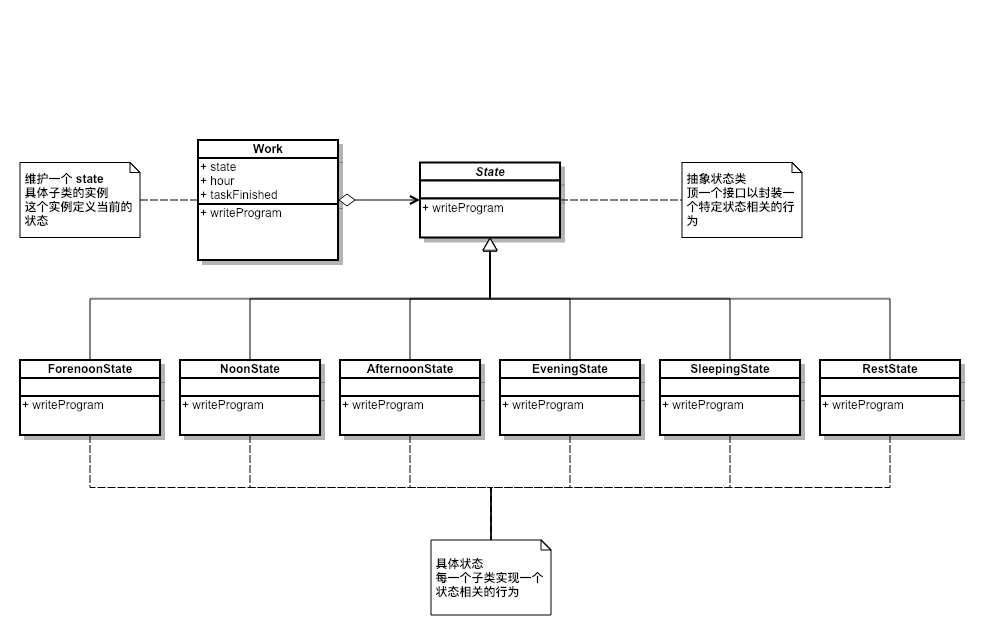 维护一个 state
具体子类的实例
这个实例定义当前的
状态
Work
+ state
+ hour
+ taskFinished
+ writeProgram
State
+ writeProgram
抽象状态类
顶一个接口以封装一
个特定状态相关的行
为
ForenoonState
+ writeProgram
NoonState
+ writeProgram
AfternoonState
+ writeProgram
EveningState
+ writeProgram
SleepingState
+ writeProgram
RestState
+ writeProgram
具体状态
每一个子类实现一个
状态相关的行为